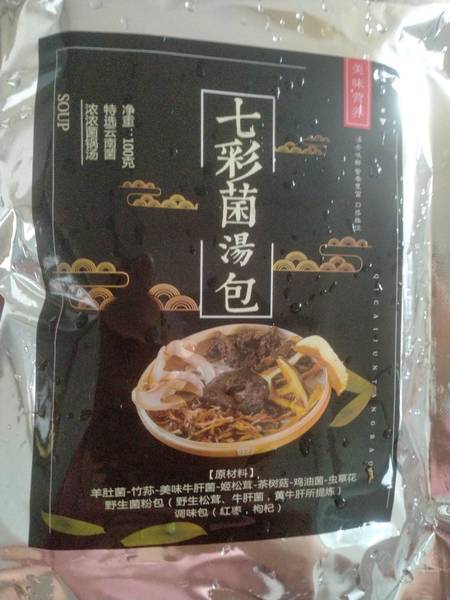 美味营养
七彩菌湯包
净重:100克
特选云南菌
浓浓菌锅汤
SOUP
QICAIJUNTANGBAO
【原材料】
羊肚菌-竹荪-美味牛肝菌-姬松茸-茶树菇-鸡油菌-虫草花
野生菌粉包(野生松茸、牛肝菌,黄牛肝所提炼)
调味包(红枣,枸杞)